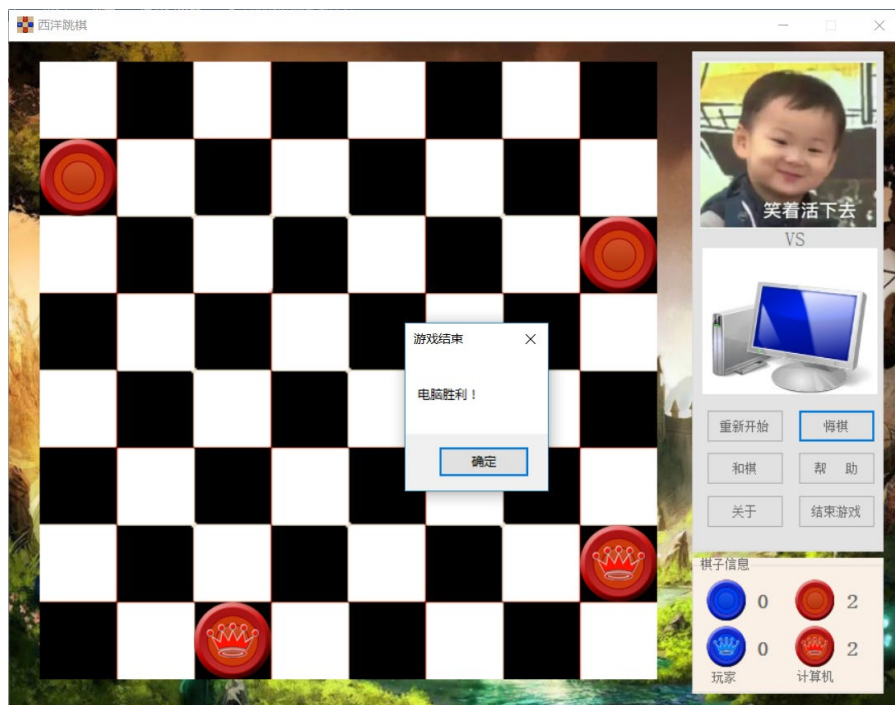 西洋跳棋
笑着活下去
VS
游戏结束
电脑胜利！
确定
重新开始
悔棋
和棋
帮 助
关于
结束游戏
棋子信息
0
2
0
2
玩家
计算机